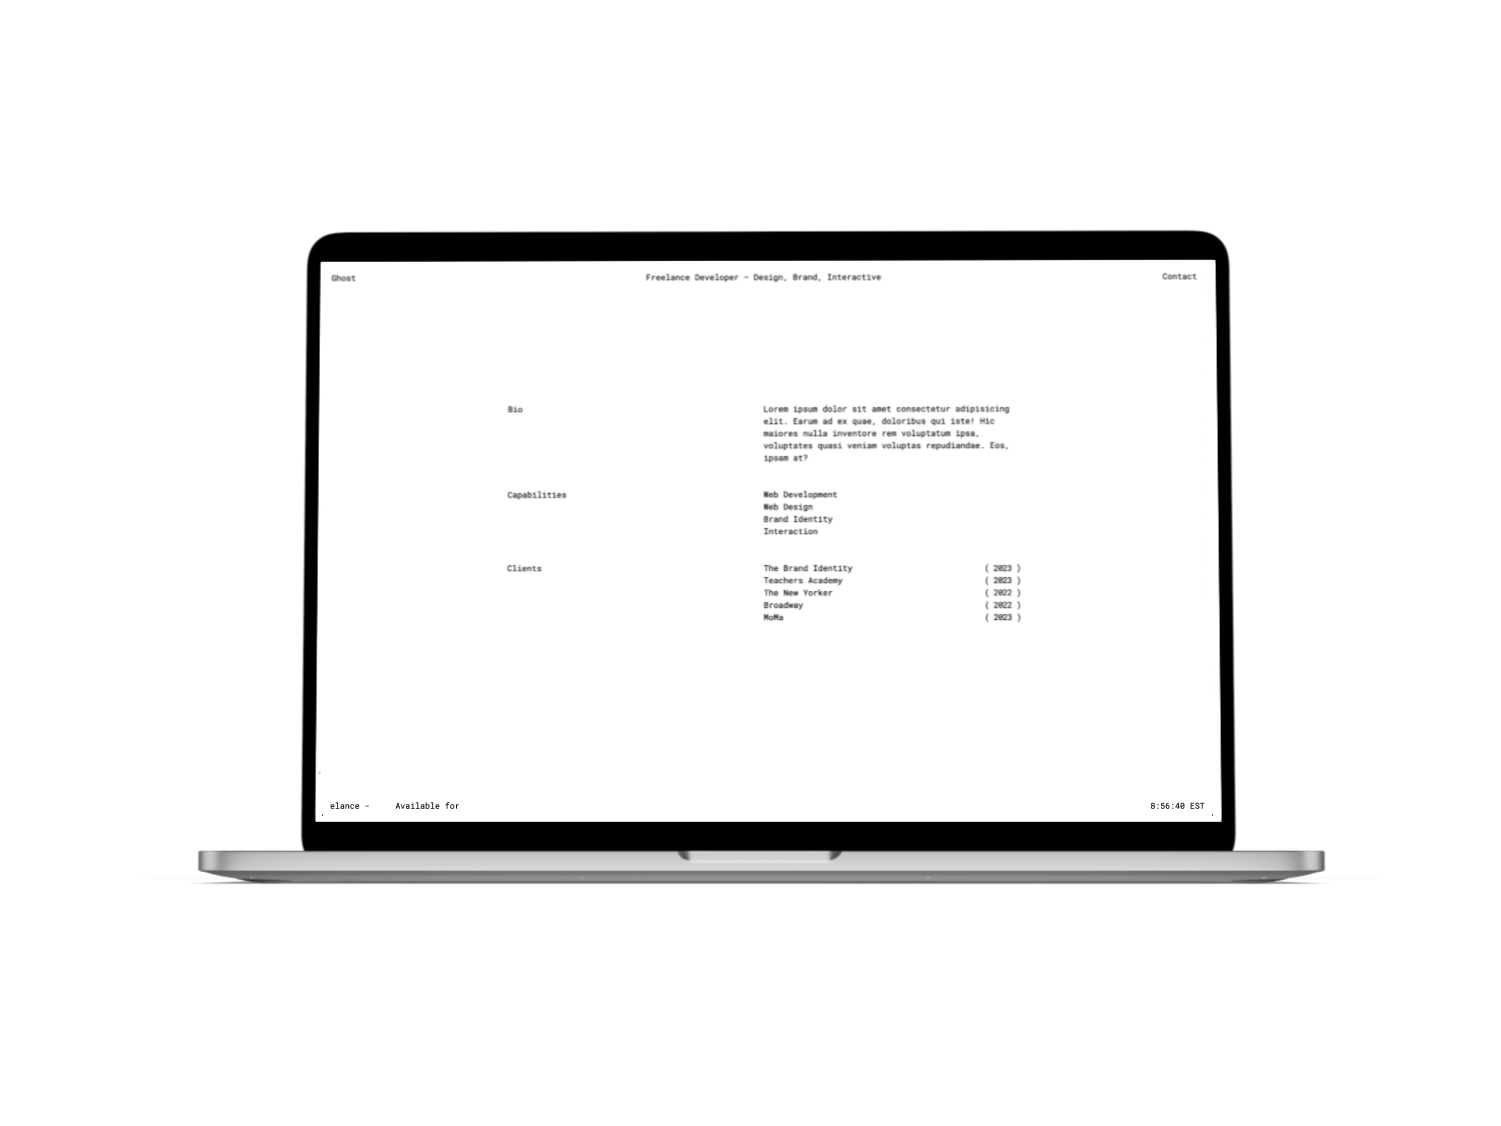 Ghost
Freelance Developer — Design, Brand, Interactive
Contact
Bio
Lorem ipsum dolor sit amet consectetur adipisicing
elit. Earum ad ex quae, doloribus qui iste! Hic
maiores nulla inventore rem voluptatum ipsa,
voluptates quasi veniam voluptas repudiandae. Eos,
ipsam at?
Capabilities
Web Development
Web Design
Brand Identity
Interaction
Clients
The Brand Identity ( 2023 )
Teachers Academy ( 2023 )
The New Yorker ( 2022 )
Broadway ( 2022 )
MoMa ( 2023 )
elance - Available for
8:56:40 EST